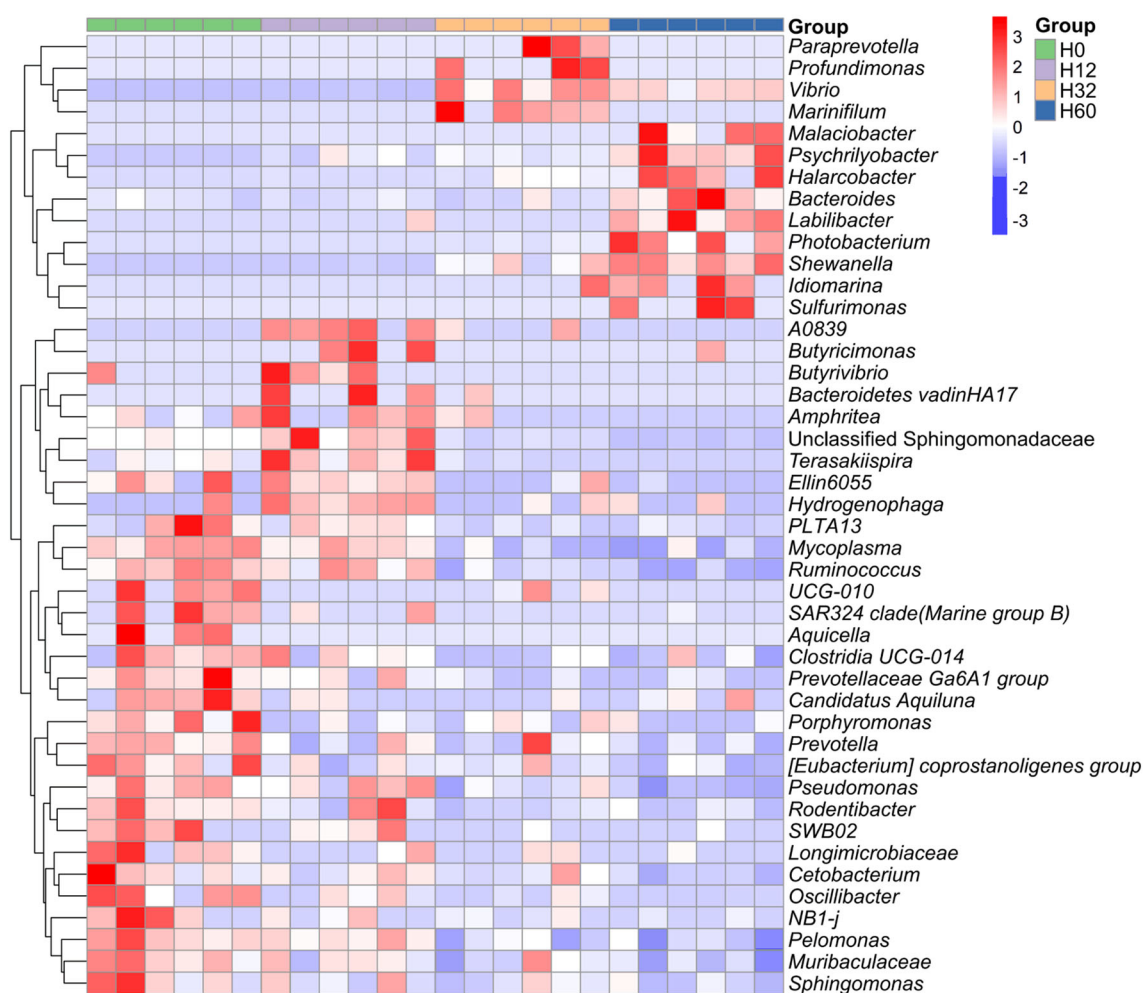 Group
Paraprevotella
Profundimonas
Vibrio
Marinifilum
Malaciobacter
Psychrilyobacter
Halarcobacter
Bacteroides
Labilibacter
Photobacterium
Shewanella
Idiomarina
Sulfurimonas
A0839
Butyricimonas
Butyrivibrio
Bacteroidetes vadinHA17
Amphritea
Unclassified Sphingomonadaceae
Terasakiispira
Ellin6055
Hydrogenophaga
PLTA13
Mycoplasma
Ruminococcus
UCG-010
SAR324 clade(Marine group B)
Aquicella
Clostridia UCG-014
Prevotellaceae Ga6A1 group
Candidatus Aquiluna
Porphyromonas
Prevotella
[Eubacterium] coprostanoligenes group
Pseudomonas
Rodentibacter
SWB02
Longimicrobiaceae
Cetobacterium
Oscillibacter
NB1-j
Pelomonas
Muribaculaceae
Sphingomonas
3
2
1
0
-1
-2
-3
Group
H0
H12
H32
H60